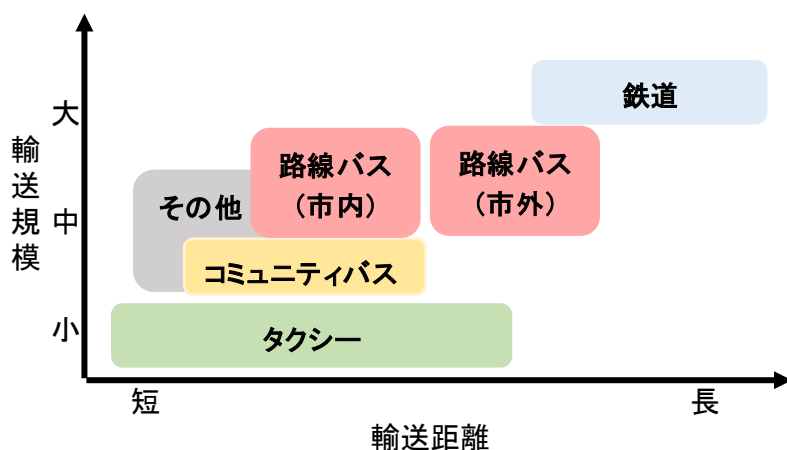 輸送規模
大
中
小
鉄道
路線バス
（市内）
路線バス
（市外）
その他
コミュニティバス
タクシー
短
長
輸送距離